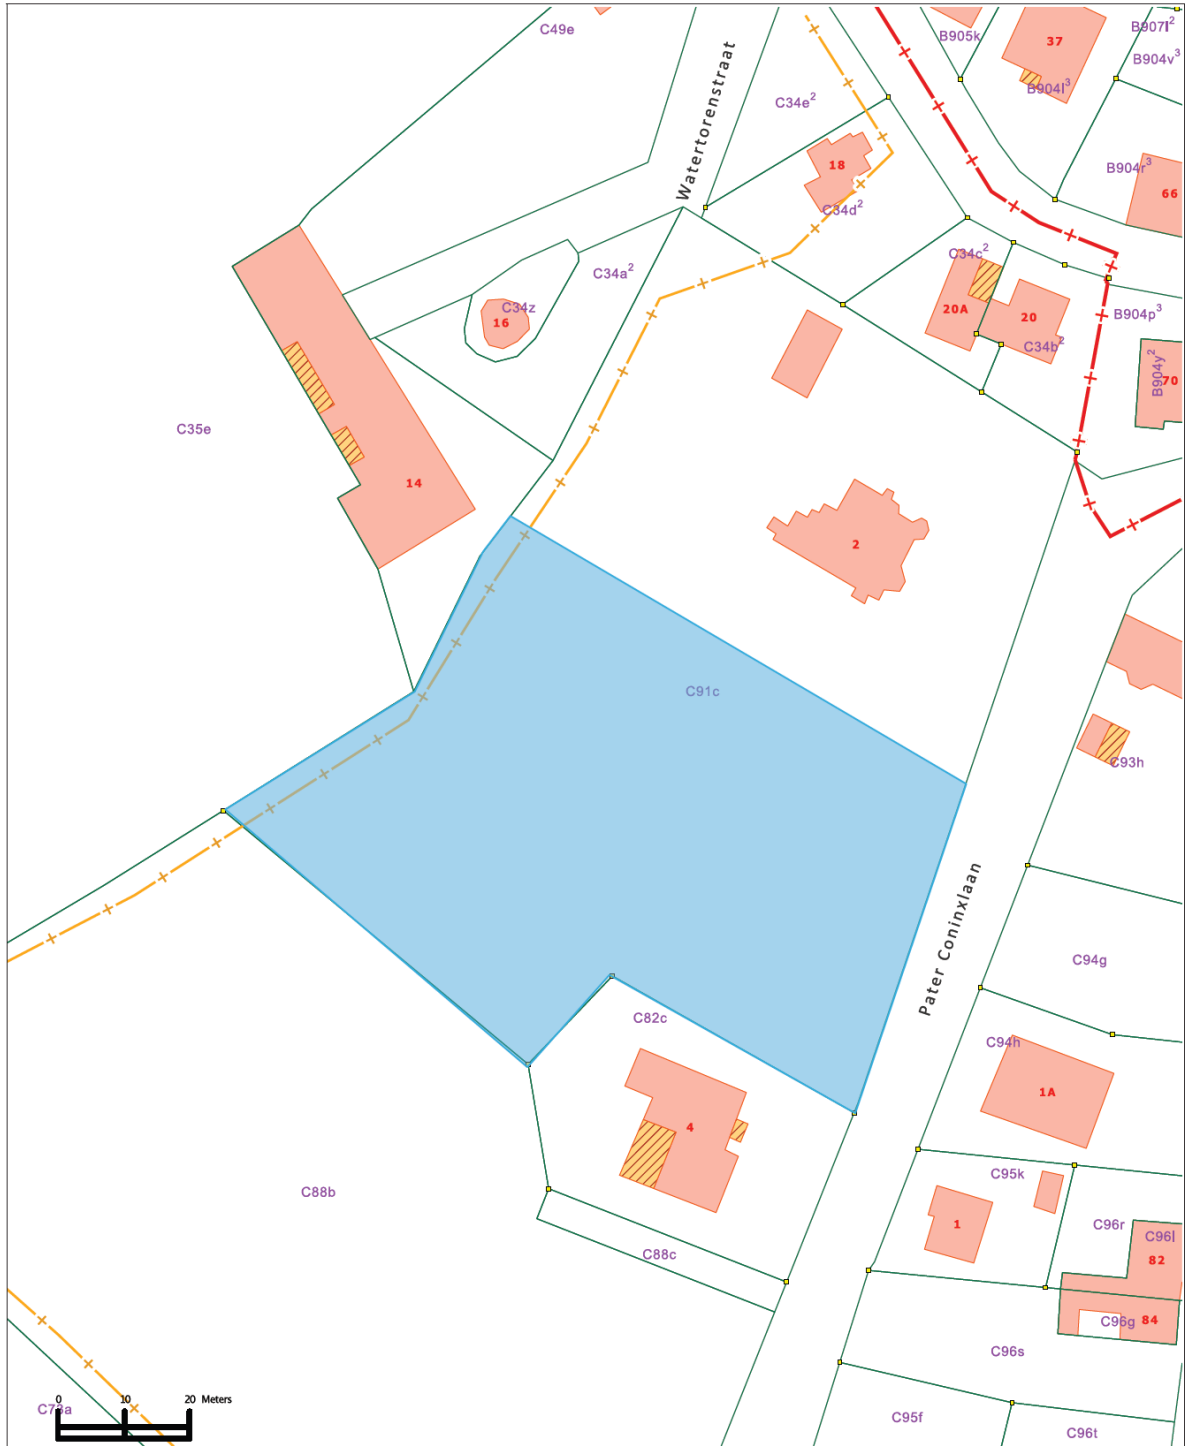 C49e
Watertorenstraat
C34e²
B905k
37
B904l³
B907l²
B904v³
18
C34d²
B904r³
66
C34a²
C34z
16
C34c²
20A
20
C34b²
B904p³
B904y²
70
C35e
14
2
C91c
C93h
Pater Coninxlaan
C94g
C82c
C94h
1A
4
C88b
C95k
1
C96r
C96l
82
C88c
C96g
84
C96s
0 10 20 Meters
C73a
C95f
C96t